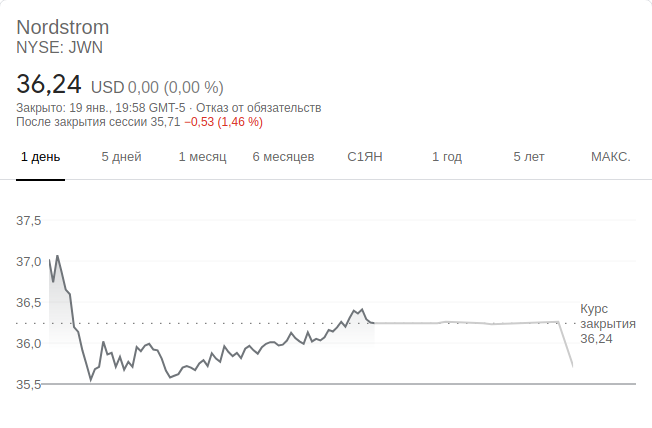 Nordstrom
NYSE: JWN
36,24 USD 0,00 (0,00 %)
Закрыто: 19 янв., 19:58 GMT-5 · Отказ от обязательств
После закрытия сессии 35,71 −0,53 (1,46 %)
1 день 5 дней 1 месяц 6 месяцев С1ЯН 1 год 5 лет МАКС.
37,5
37,0
36,5
36,0
35,5
Курс
закрытия
36,24